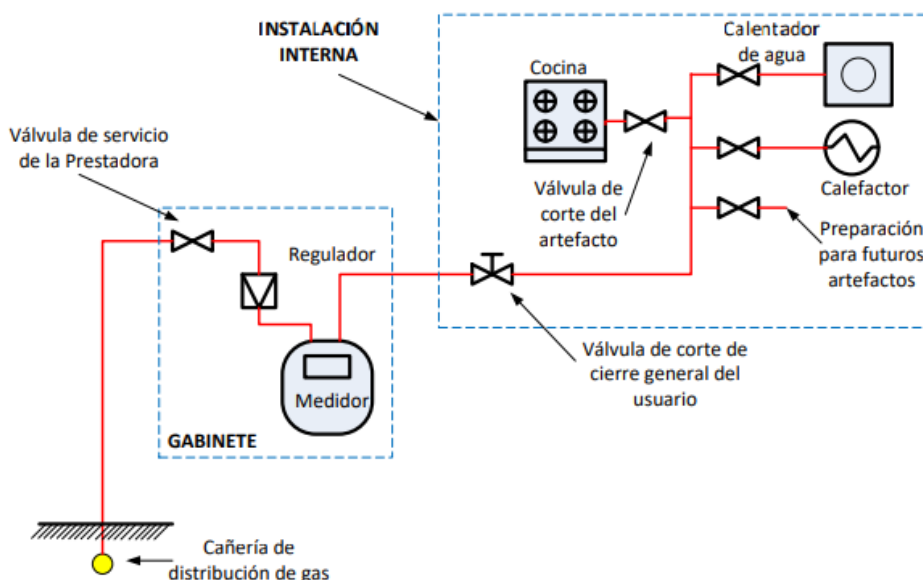 INSTALACIÓN
INTERNA
Calentador
de agua
Cocina
Válvula de servicio
de la Prestadora
Válvula de
corte del
artefacto
Calefactor
Preparación
para futuros
artefactos
Regulador
Válvula de corte de
cierre general del
usuario
Medidor
GABINETE
Cañería de
distribución de gas